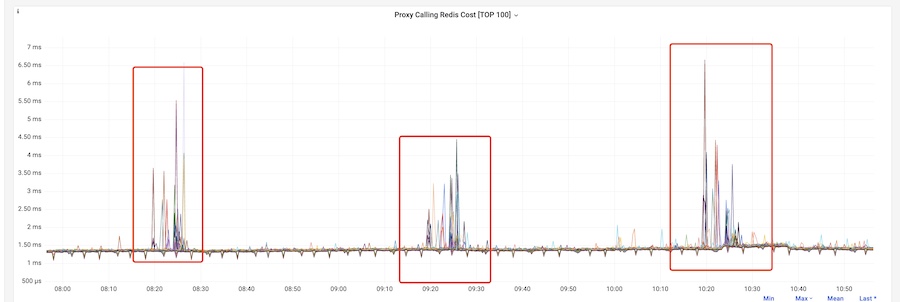 Proxy Calling Redis Cost [TOP 100]
7 ms
6.50 ms
6 ms
5.50 ms
5 ms
4.50 ms
4 ms
3.50 ms
3 ms
2.50 ms
2 ms
1.50 ms
1 ms
500 µs
08:00 08:10 08:20 08:30 08:40 08:50 09:00 09:10 09:20 09:30 09:40 09:50 10:00 10:10 10:20 10:30 10:40 10:50
Min Max Mean Last *